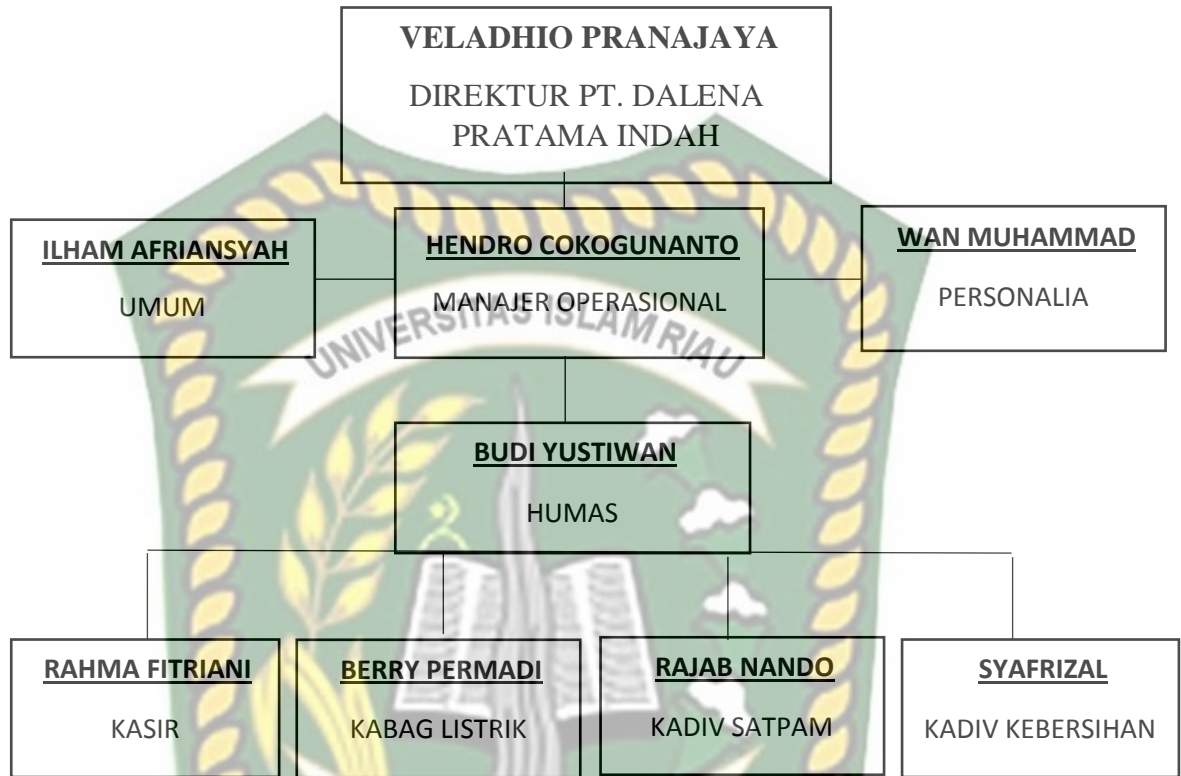 VELADHIO PRANAJAYA
DIREKTUR PT. DALENA
PRATAMA INDAH
ILHAM AFRIANSYAH
UMUM
HENDRO COKOGUNANTO
MANAJER OPERASIONAL
WAN MUHAMMAD
PERSONALIA
UNIVERSITAS ISLAM RIAU
BUDI YUSTIWAN
HUMAS
RAHMA FITRIANI
KASIR
BERRY PERMADI
KABAG LISTRIK
RAJAB NANDO
KADIV SATPAM
SYAFRIZAL
KADIV KEBERSIHAN